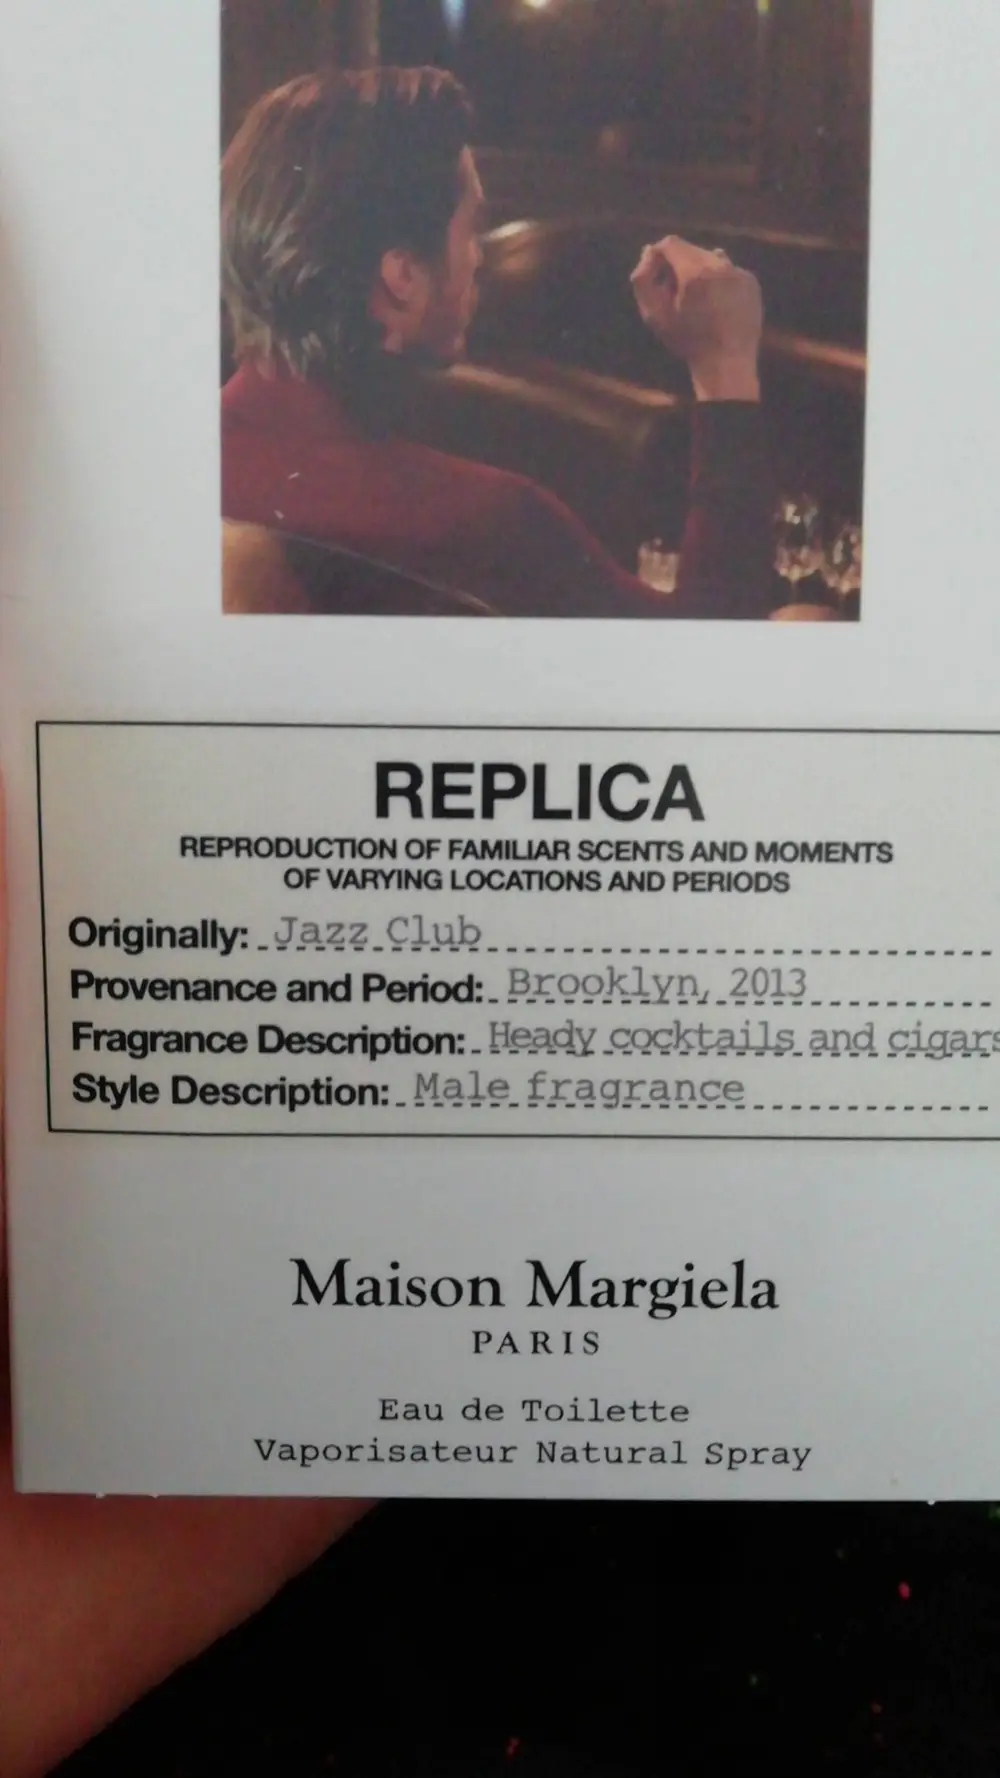 REPLICA
REPRODUCTION OF FAMILIAR SCENTS AND MOMENTS
OF VARYING LOCATIONS AND PERIODS
Originally: Jazz Club
Provenance and Period: Brooklyn, 2013
Fragrance Description: Heady cocktails and cigars
Style Description: Male fragrance
Maison Margiela
PARIS
Eau de Toilette
Vaporisateur Natural Spray